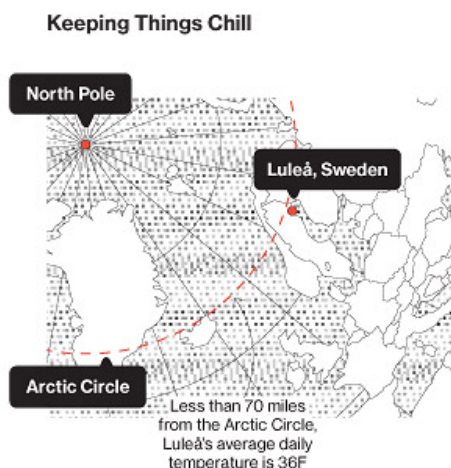 Keeping Things Chill
North Pole
Luleå, Sweden
Arctic Circle
Less than 70 miles
from the Arctic Circle,
Luleå's average daily
temperature is 36F